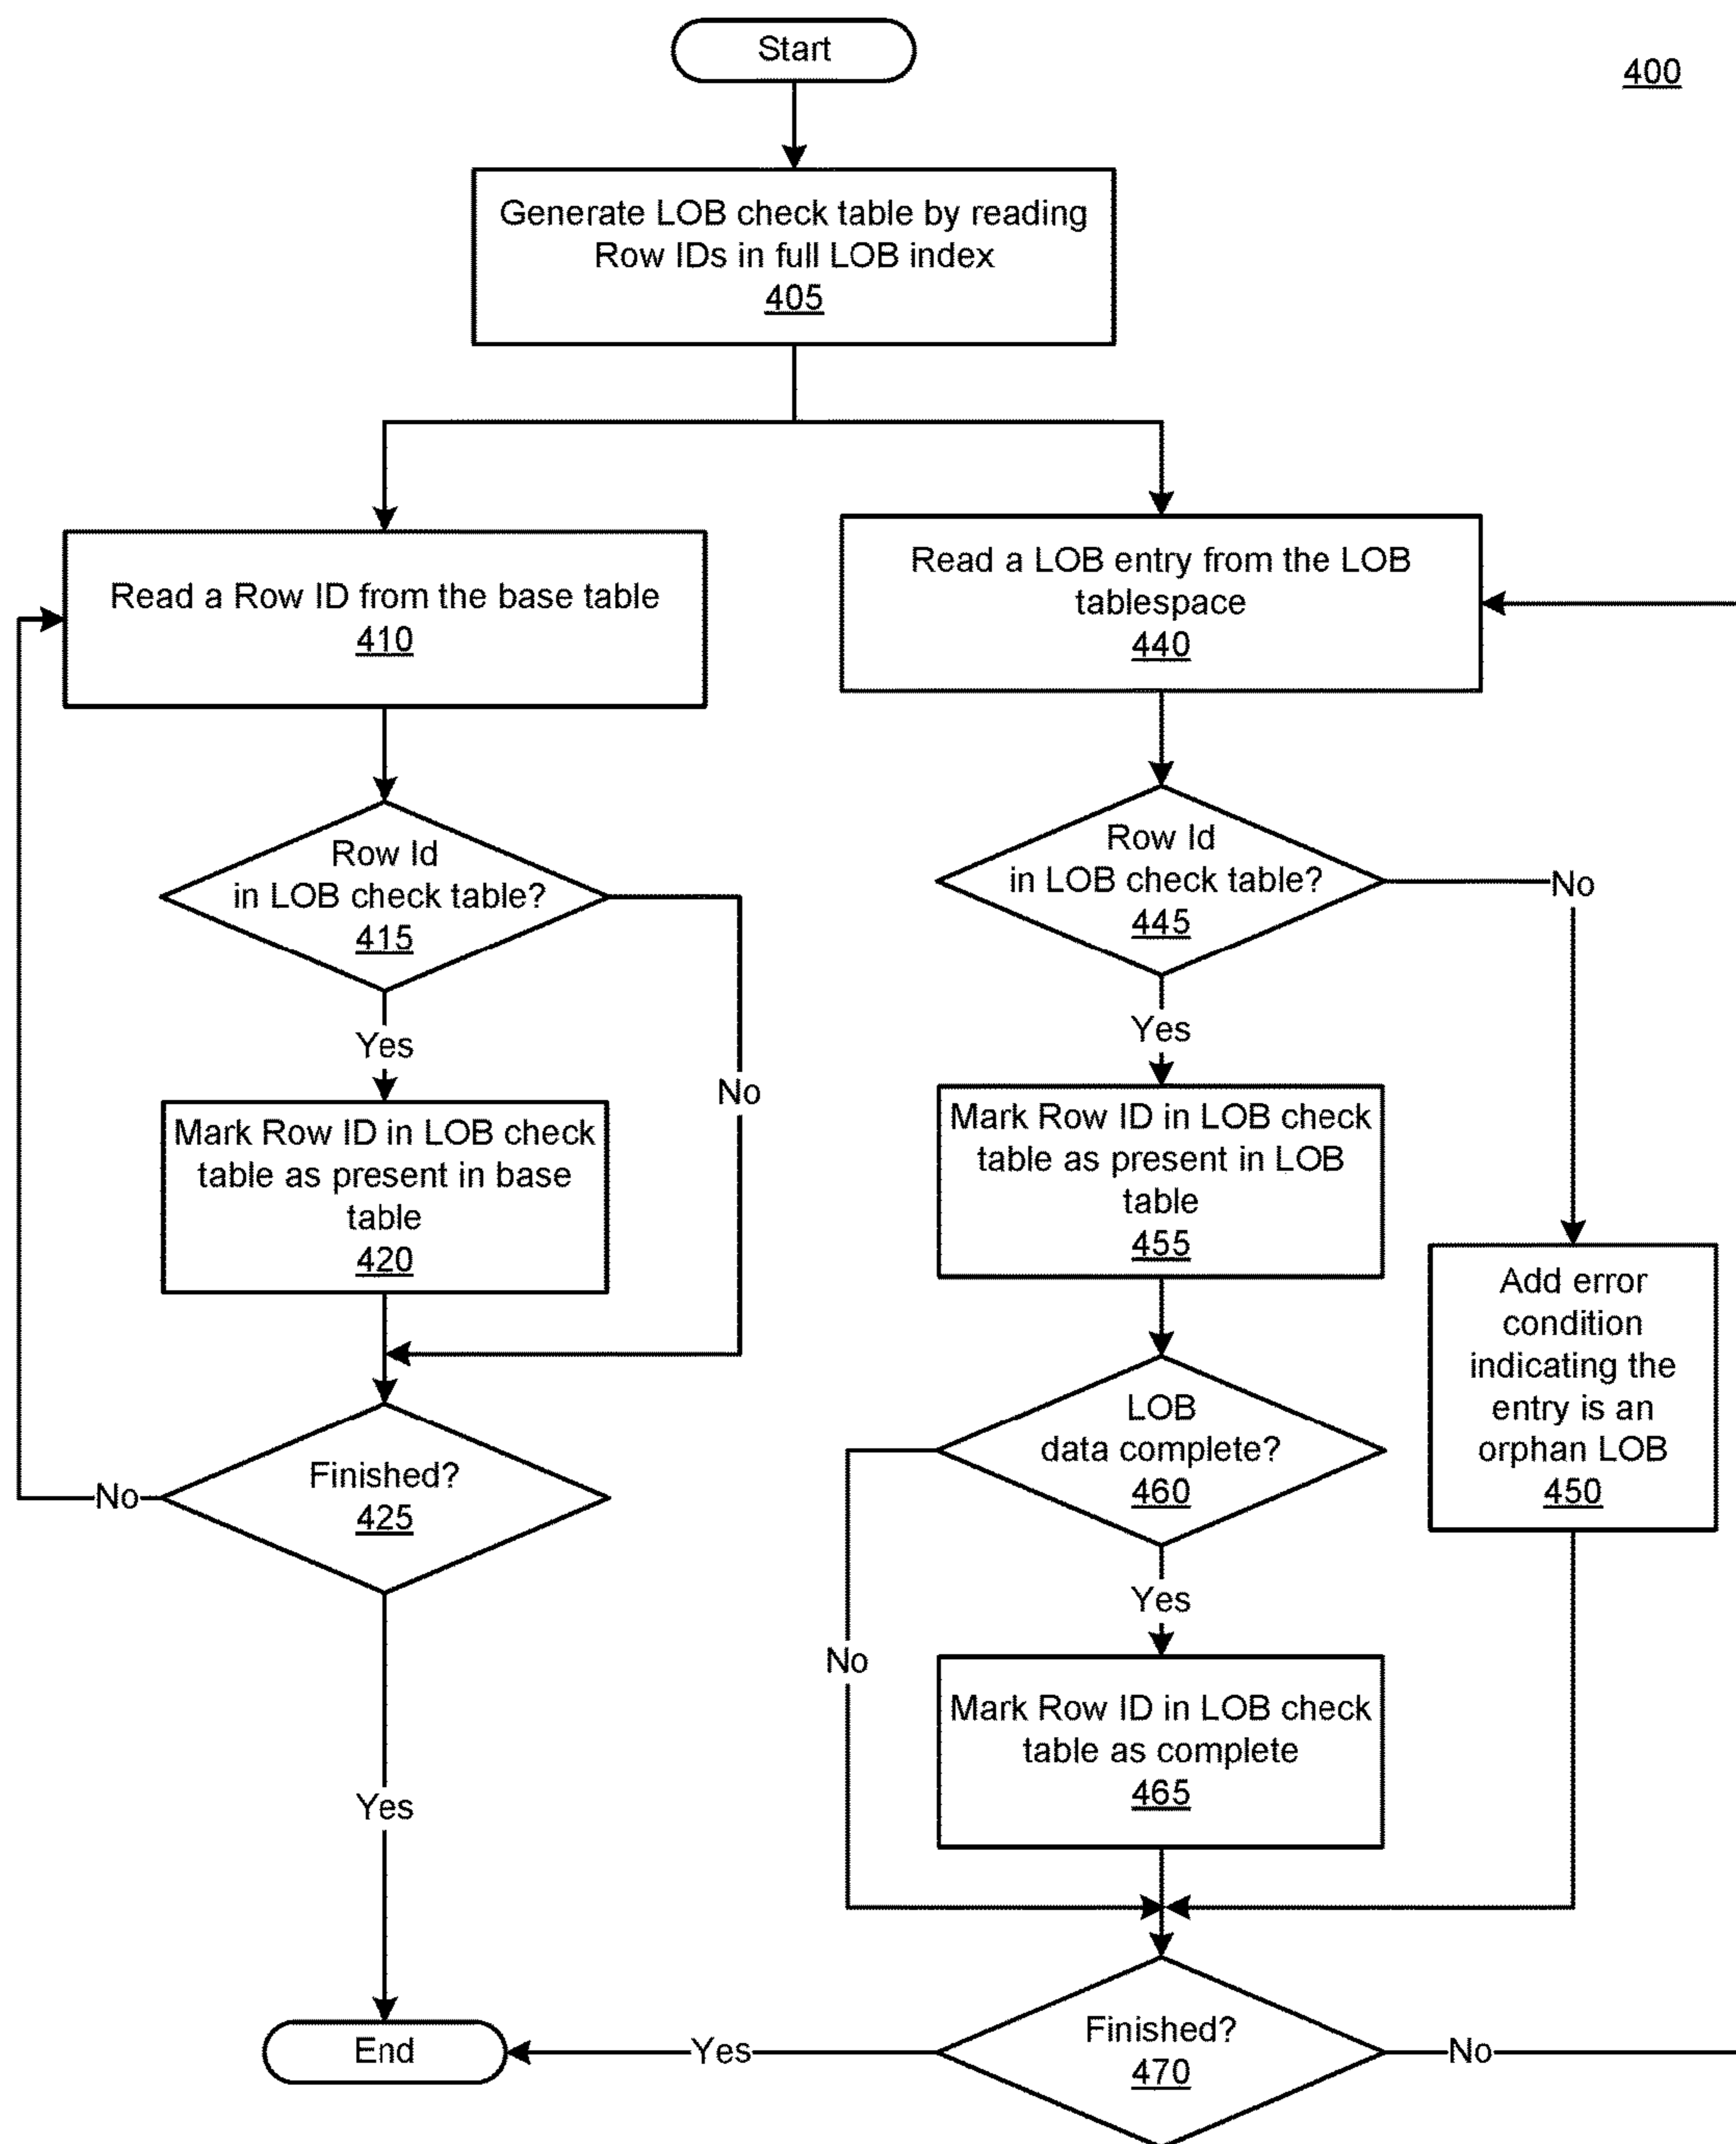 Start
400
Generate LOB check table by reading
Row IDs in full LOB index
405
Read a Row ID from the base table
410
Read a LOB entry from the LOB
tablespace
440
Row Id
in LOB check table?
415
No
Yes
Mark Row ID in LOB check
table as present in base
table
420
Finished?
425
No
Yes
Row Id
in LOB check table?
445
No
Yes
Mark Row ID in LOB check
table as present in LOB
table
455
Add error
condition
indicating the
entry is an
orphan LOB
450
LOB
data complete?
460
No
Yes
Mark Row ID in LOB check
table as complete
465
Finished?
470
Yes
No
End